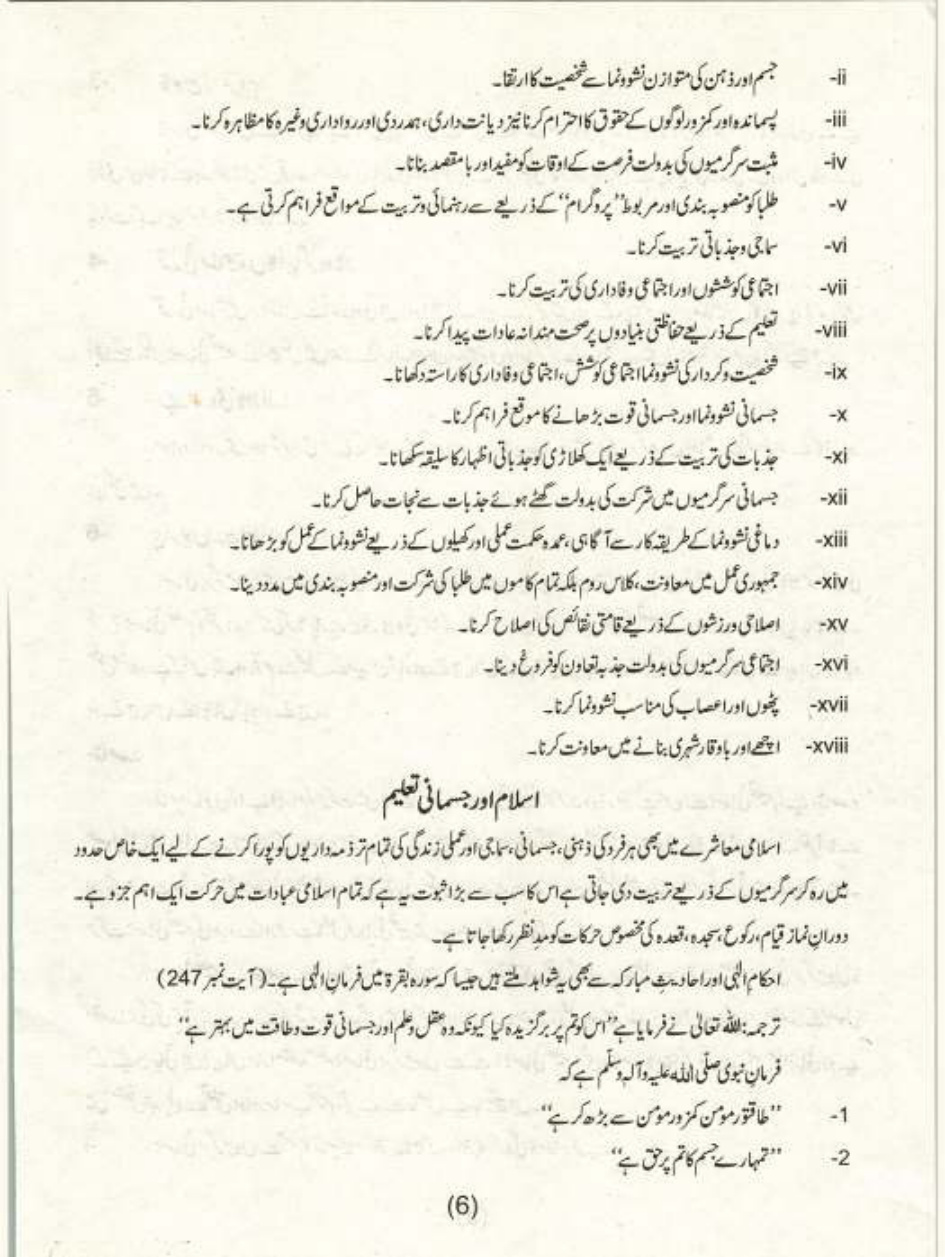 -ii جسم اور ذہن کی متوازن نشوونما سے شخصیت کا ارتقا۔
-iii پسماندہ اور کمزور لوگوں کے حقوق کا احترام کرنا نیز دیانت داری، ہمدردی اور رواداری وغیرہ کا مظاہرہ کرنا۔
-iv مثبت سرگرمیوں کی بدولت فرصت کے اوقات کو مفید اور بامقصد بنانا۔
-v طلبا کو منصوبہ بندی اور مربوط "پروگرام" کے ذریعے سے رہنمائی و تربیت کے مواقع فراہم کرتی ہے۔
-vi سماجی و جذباتی تربیت کرنا۔
-vii اجتماعی کوششوں اور اجتماعی وفاداری کی تربیت کرنا۔
-viii تعلیم کے ذریعے حفاظتی بنیادوں پر صحت مندانہ عادات پیدا کرنا۔
-ix شخصیت و کردار کی نشوونما اجتماعی کوشش، اجتماعی وفاداری کا راستہ دکھانا۔
-x جسمانی نشوونما اور جسمانی قوت بڑھانے کا موقع فراہم کرنا۔
-xi جذبات کی تربیت کے ذریعے ایک کھلاڑی کو جذباتی اظہار کا سلیقہ سکھانا۔
-xii جسمانی سرگرمیوں میں شرکت کی بدولت گھٹے ہوئے جذبات سے نجات حاصل کرنا۔
-xiii دماغی نشوونما کے طریقہ کار سے آگاہی، عمدہ حکمت عملی اور کھیلوں کے ذریعے نشوونما کے عمل کو بڑھانا۔
-xiv جمہوری عمل میں معاونت، کلاس روم بلکہ تمام کاموں میں طلبا کی شرکت اور منصوبہ بندی میں مدد دینا۔
-xv اصلاحی ورزشوں کے ذریعے قامتی نقائص کی اصلاح کرنا۔
-xvi اجتماعی سرگرمیوں کی بدولت جذبہ تعاون کو فروغ دینا۔
-xvii پٹھوں اور اعصاب کی مناسب نشوونما کرنا۔
-xviii اچھے اور باوقار شہری بنانے میں معاونت کرنا۔
اسلام اور جسمانی تعلیم
اسلامی معاشرے میں بھی ہر فرد کی ذہنی، جسمانی، سماجی اور عملی زندگی کی تمام تر ذمہ داریوں کو پورا کرنے کے لیے ایک خاص حدود
میں رہ کر سرگرمیوں کے ذریعے تربیت دی جاتی ہے اس کا سب سے بڑا ثبوت یہ ہے کہ تمام اسلامی عبادات میں حرکت ایک اہم جزو ہے۔
دورانِ نماز قیام، رکوع، سجدہ، قعدہ کی مخصوص حرکات کو مدِنظر رکھا جاتا ہے۔
احکامِ الٰہی اور احادیثِ مبارکہ سے بھی یہ شواہد ملتے ہیں جیسا کہ سورہ بقرۃ میں فرمانِ الٰہی ہے۔ (آیت نمبر 247)
ترجمہ: اللہ تعالیٰ نے فرمایا ہے "اس کو تم پر برگزیدہ کیا کیونکہ وہ عقل و علم اور جسمانی قوت و طاقت میں بہتر ہے"
فرمانِ نبوی صلّی اللہ علیہ وآلہٖ وسلّم ہے کہ
-1 "طاقتور مومن کمزور مومن سے بڑھ کر ہے"
-2 "تمہارے جسم کا تم پر حق ہے"
(6)